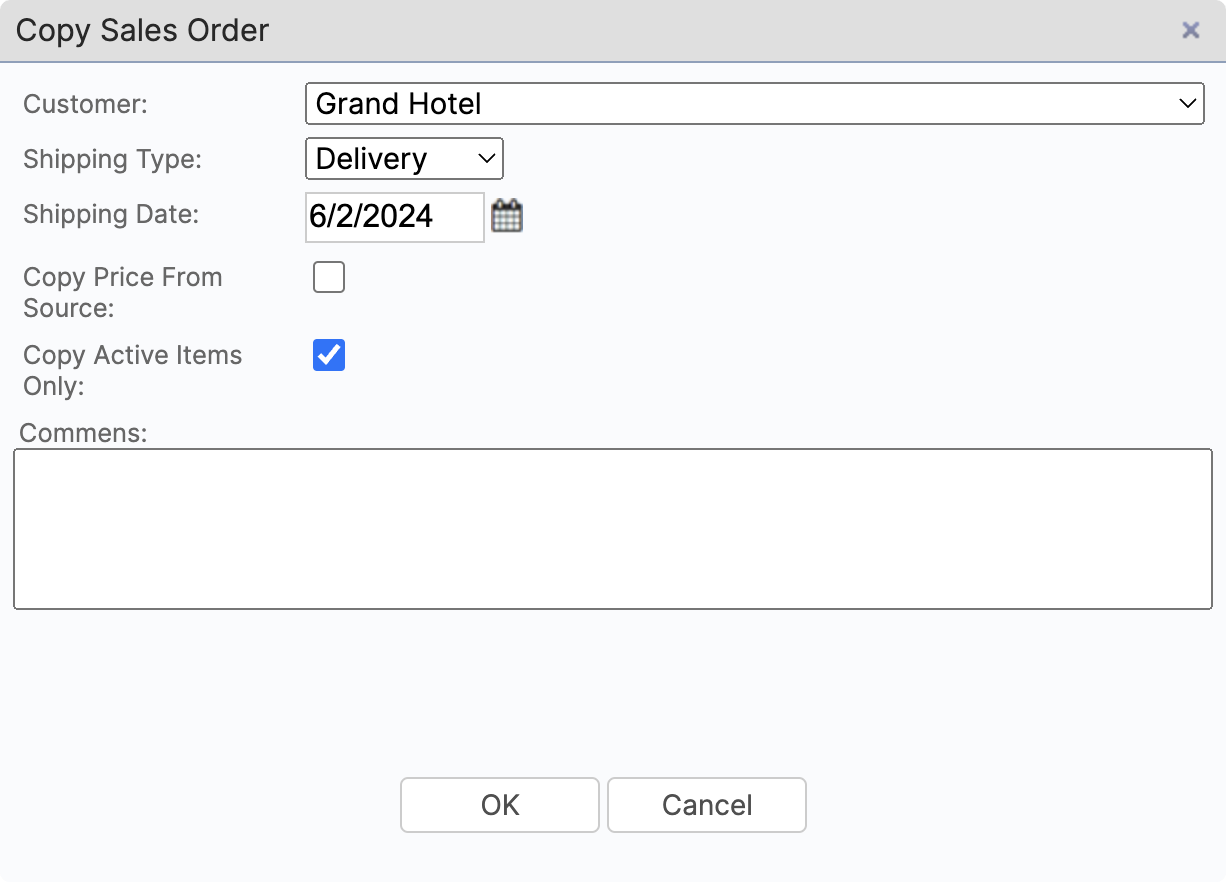 Copy Sales Order
Customer:
Grand Hotel
Shipping Type:
Delivery
Shipping Date:
6/2/2024
Copy Price From
Source:
Copy Active Items
Only:
Commens:
OK
Cancel